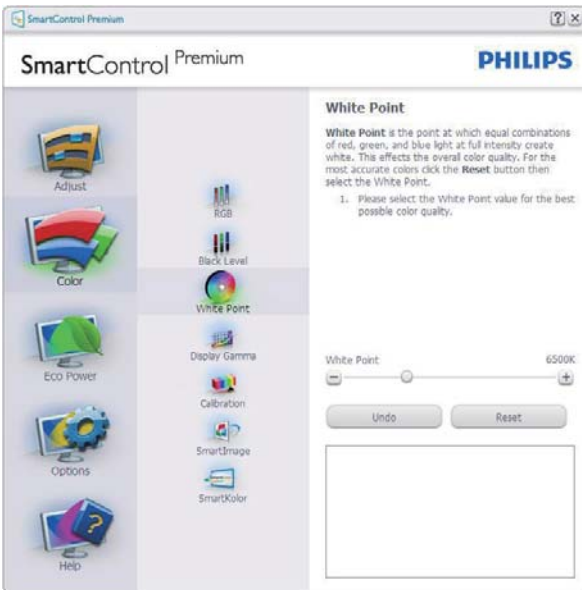 SmartControl Premium
SmartControl Premium
PHILIPS
Adjust
Color
Eco Power
Options
Help
RGB
Black Level
White Point
Display Gamma
Calibration
SmartImage
SmartKolor
White Point
White Point is the point at which equal combinations
of red, green, and blue light at full intensity create
white. This effects the overall color quality. For the
most accurate colors click the Reset button then
select the White Point.
1. Please select the White Point value for the best
possible color quality.
White Point 6500K
Undo Reset